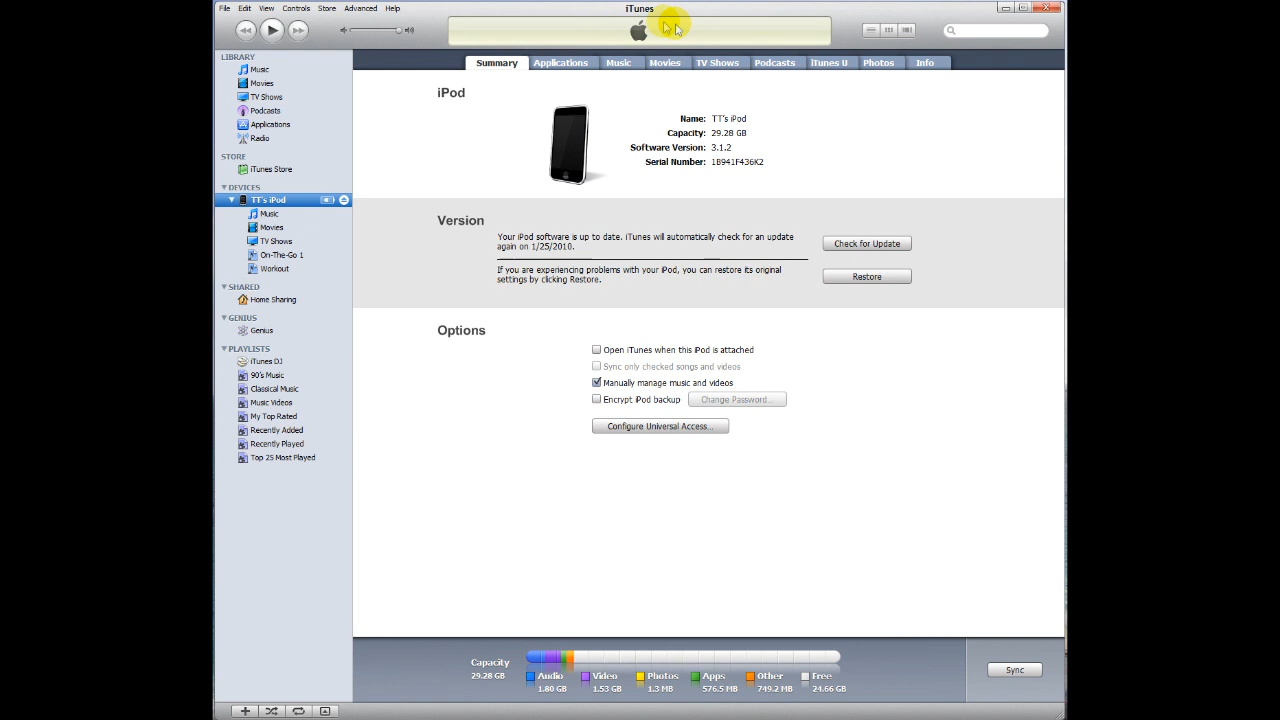 iTunes
File Edit View Controls Store Advanced Help
LIBRARY
Music
Movies
TV Shows
Podcasts
Applications
Radio
STORE
iTunes Store
DEVICES
TT's iPod
Music
Movies
TV Shows
On-The-Go 1
Workout
SHARED
Home Sharing
GENIUS
Genius
PLAYLISTS
iTunes DJ
90's Music
Classical Music
Music Videos
My Top Rated
Recently Added
Recently Played
Top 25 Most Played
Summary Applications Music Movies TV Shows Podcasts iTunes U Photos Info
iPod
Name: TT's iPod
Capacity: 29.28 GB
Software Version: 3.1.2
Serial Number: 1B941F436K2
Version
Your iPod software is up to date. iTunes will automatically check for an update
again on 1/25/2010.
Check for Update
If you are experiencing problems with your iPod, you can restore its original
settings by clicking Restore.
Restore
Options
Open iTunes when this iPod is attached
Sync only checked songs and videos
Manually manage music and videos
Encrypt iPod backup Change Password...
Configure Universal Access...
Capacity
29.28 GB
Audio Video Photos Apps Other Free
1.80 GB 1.53 GB 1.3 MB 576.5 MB 749.2 MB 24.66 GB
Sync